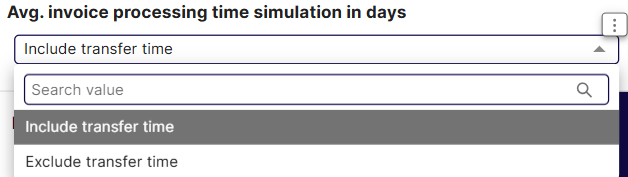 Avg. invoice processing time simulation in days
Include transfer time
Search value
Include transfer time
Exclude transfer time